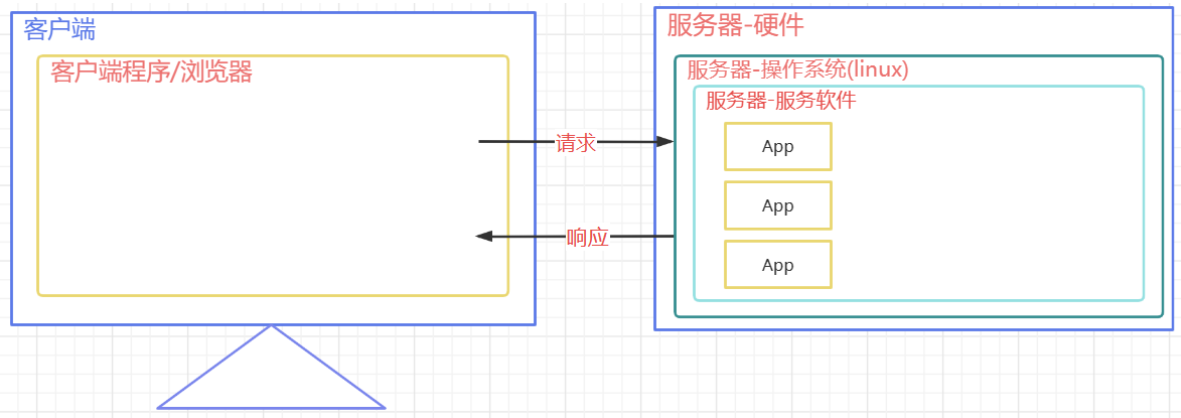 客户端
客户端程序/浏览器
请求
响应
服务器-硬件
服务器-操作系统(linux)
服务器-服务软件
App
App
App